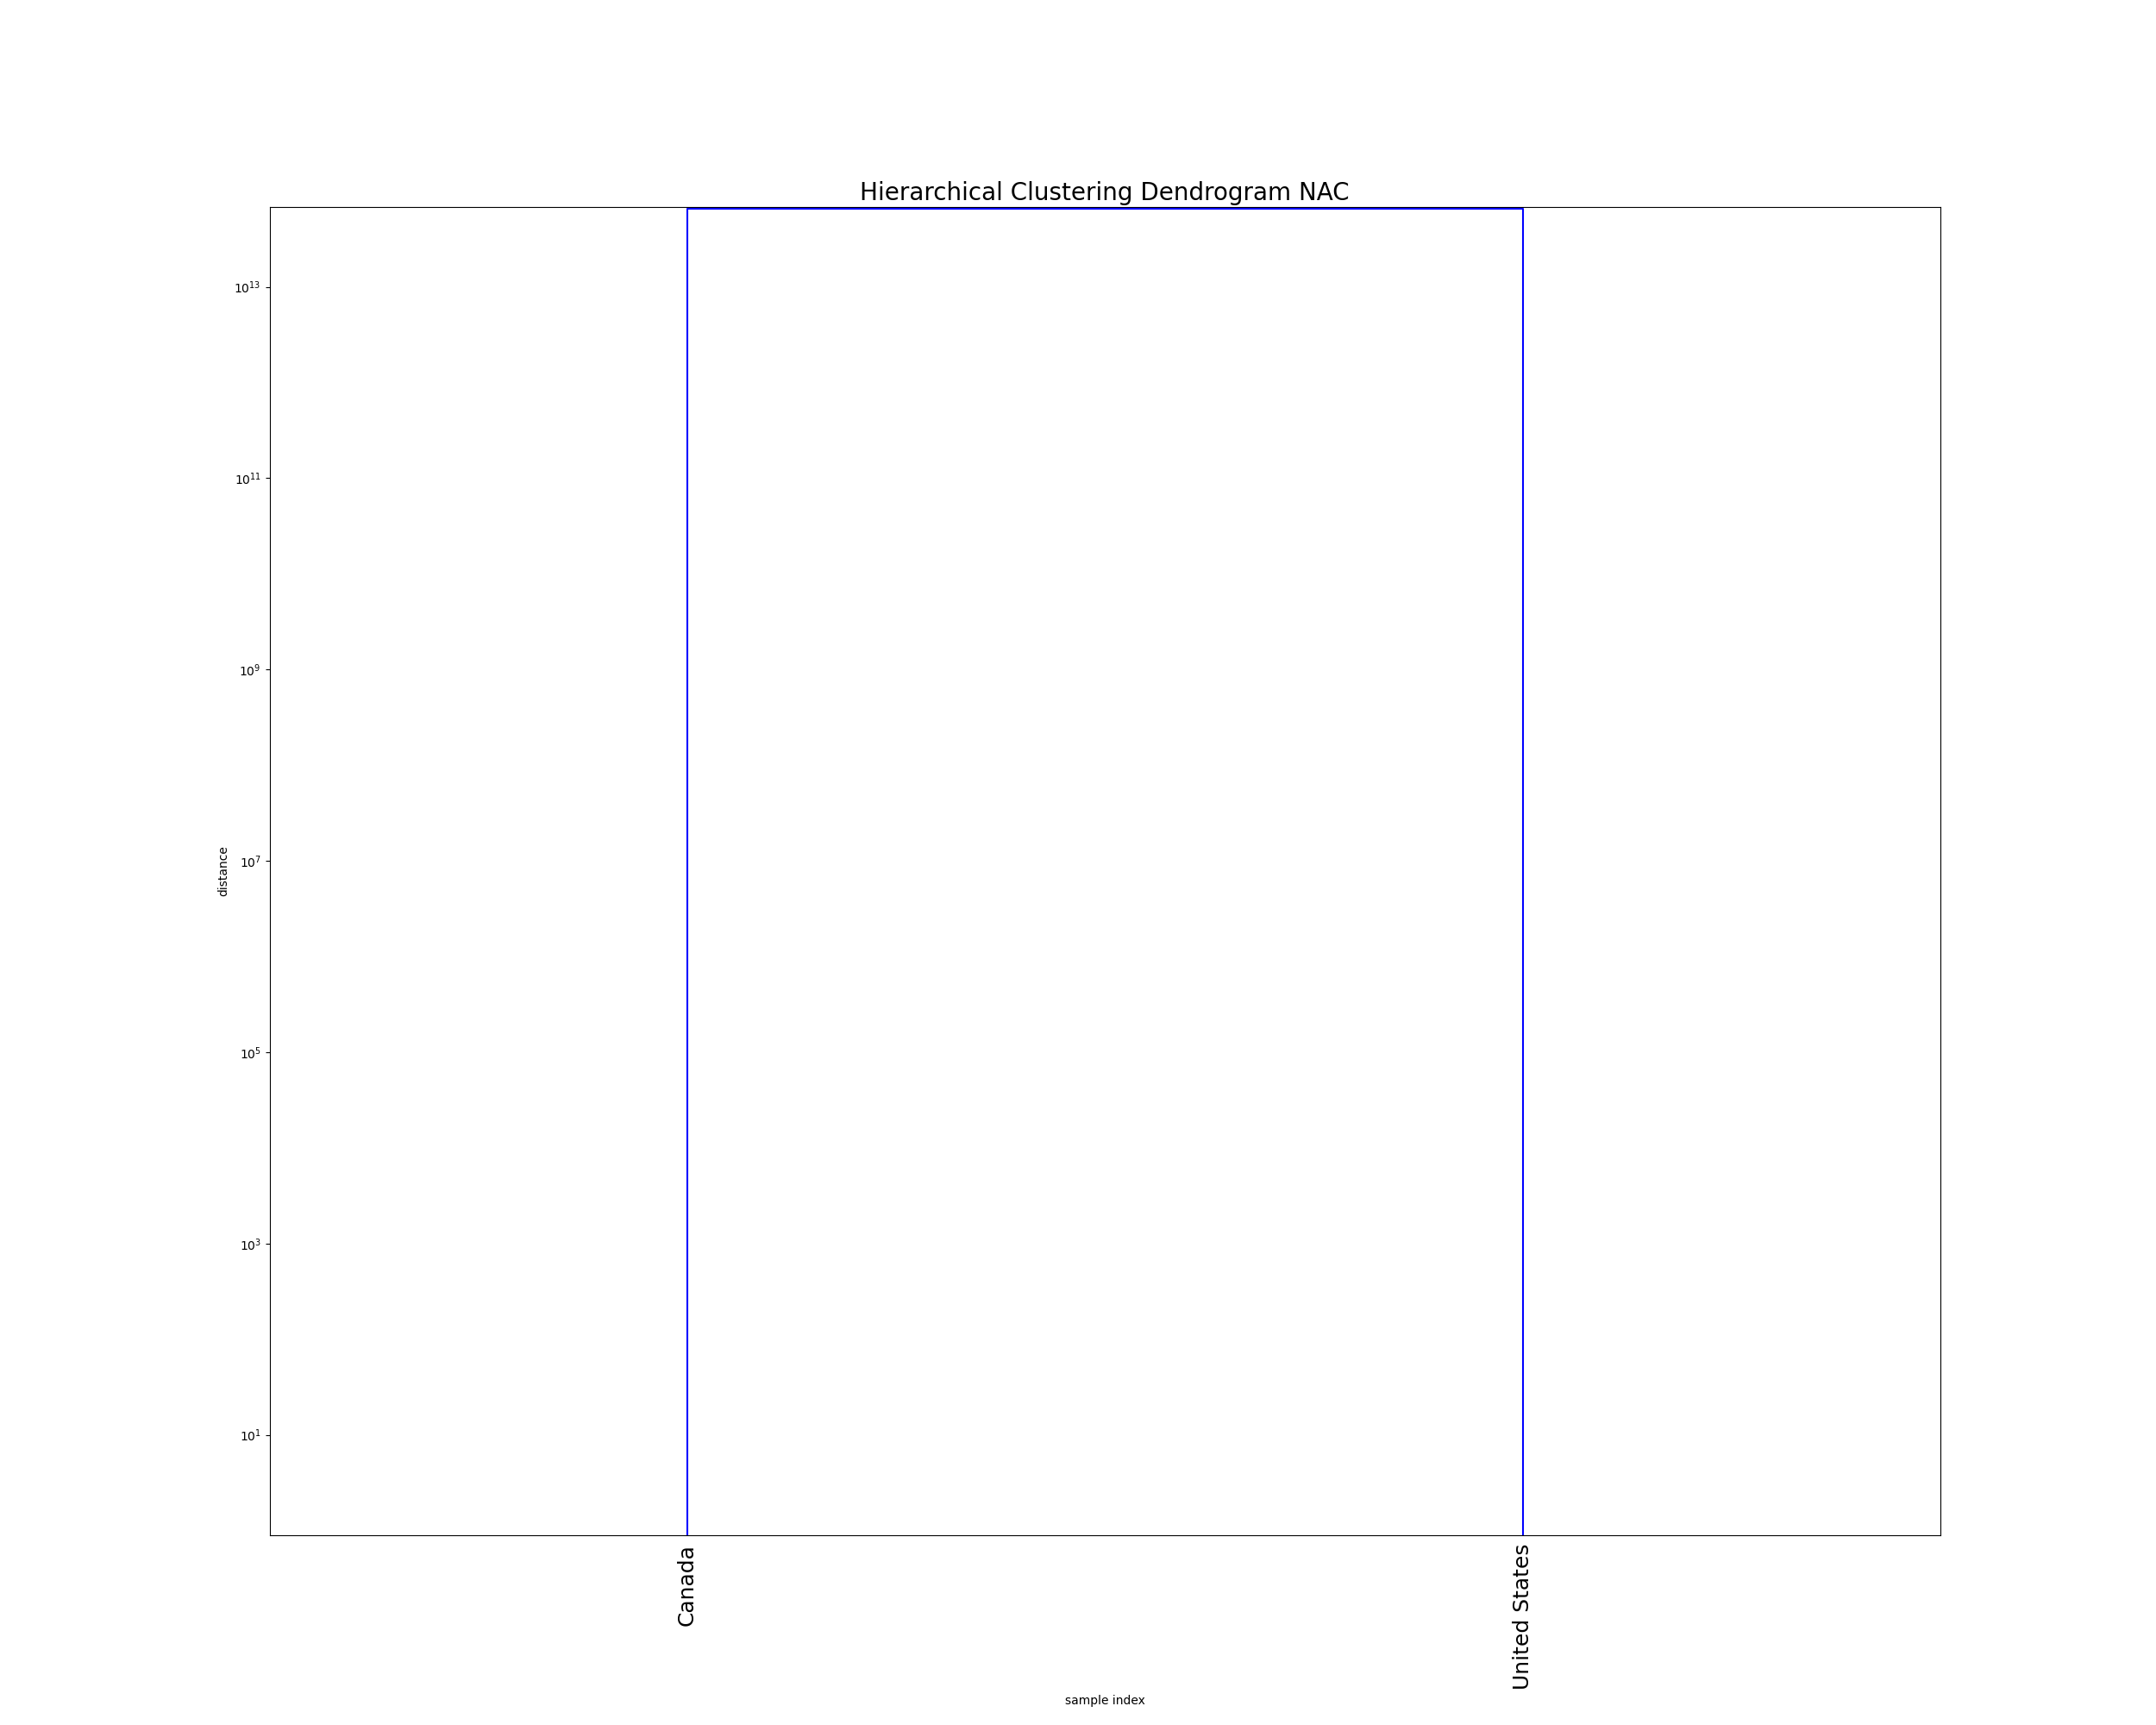 Hierarchical Clustering Dendrogram NAC
10¹³
10¹¹
10⁹
10⁷
10⁵
10³
10¹
distance
Canada
United States
sample index